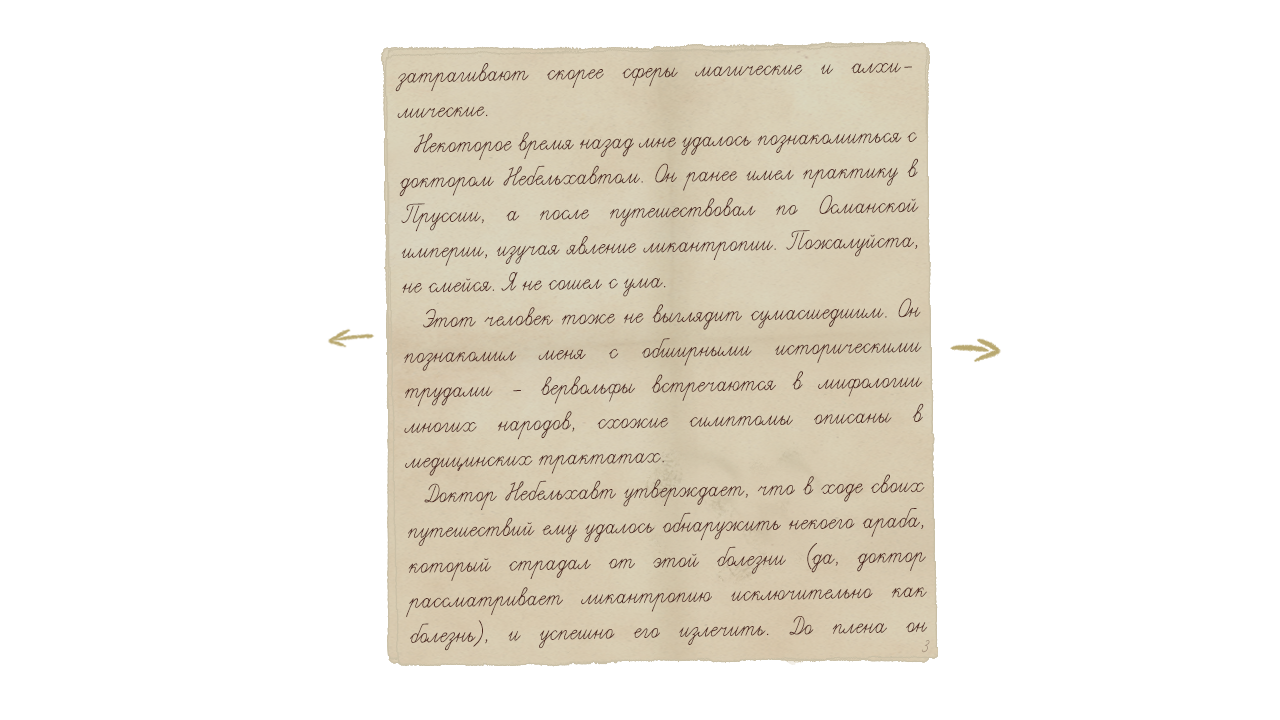 затрагивают скорее сферы магические и алхи-
мические.
Некоторое время назад мне удалось познакомиться с
доктором Небельхавтом. Он ранее имел практику в
Пруссии, а после путешествовал по Османской
империи, изучая явление ликантропии. Пожалуйста,
не смейся. Я не сошел с ума.
Этот человек тоже не выглядит сумасшедшим. Он
познакомил меня с обширными историческими
трудами - вервольфы встречаются в мифологии
многих народов, схожие симптомы описаны в
медицинских трактатах.
Доктор Небельхавт утверждает, что в ходе своих
путешествий ему удалось обнаружить некоего араба,
который страдал от этой болезни (да, доктор
рассматривает ликантропию исключительно как
болезнь), и успешно его излечить. До плена он
3